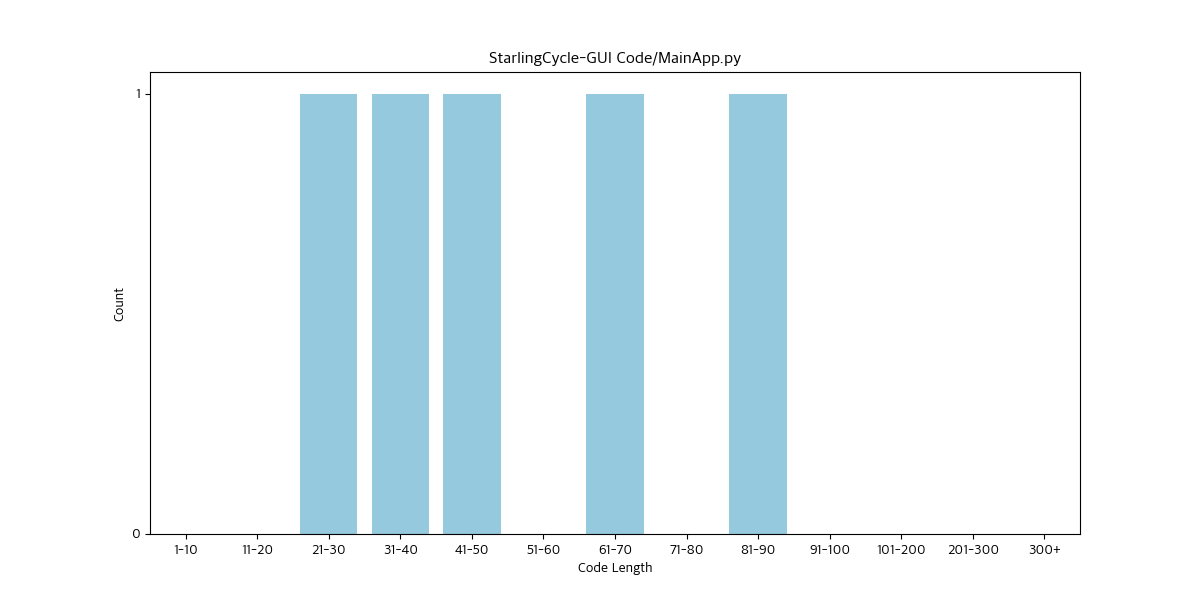 StarlingCycle-GUI Code/MainApp.py
1
Count
0
1-10 11-20 21-30 31-40 41-50 51-60 61-70 71-80 81-90 91-100 101-200 201-300 300+
Code Length